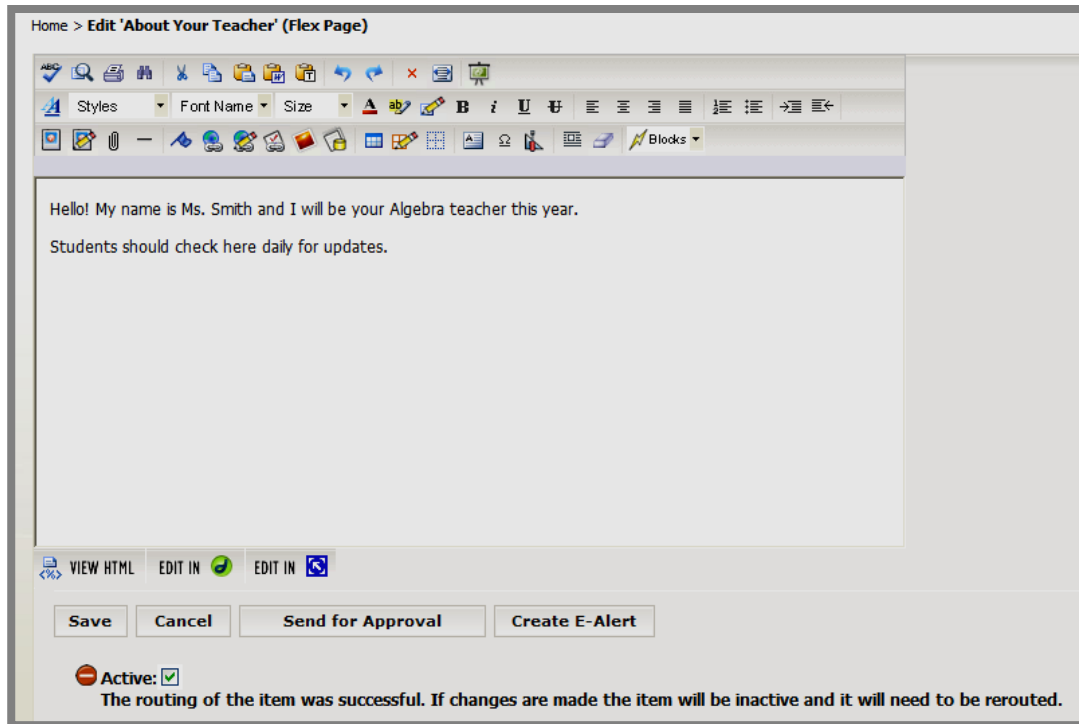 Home > Edit 'About Your Teacher' (Flex Page)
ABC
Styles Font Name Size A ab B i U U
Ω Blocks
Hello! My name is Ms. Smith and I will be your Algebra teacher this year.
Students should check here daily for updates.
<%> VIEW HTML EDIT IN EDIT IN
Save Cancel Send for Approval Create E-Alert
Active:
The routing of the item was successful. If changes are made the item will be inactive and it will need to be rerouted.